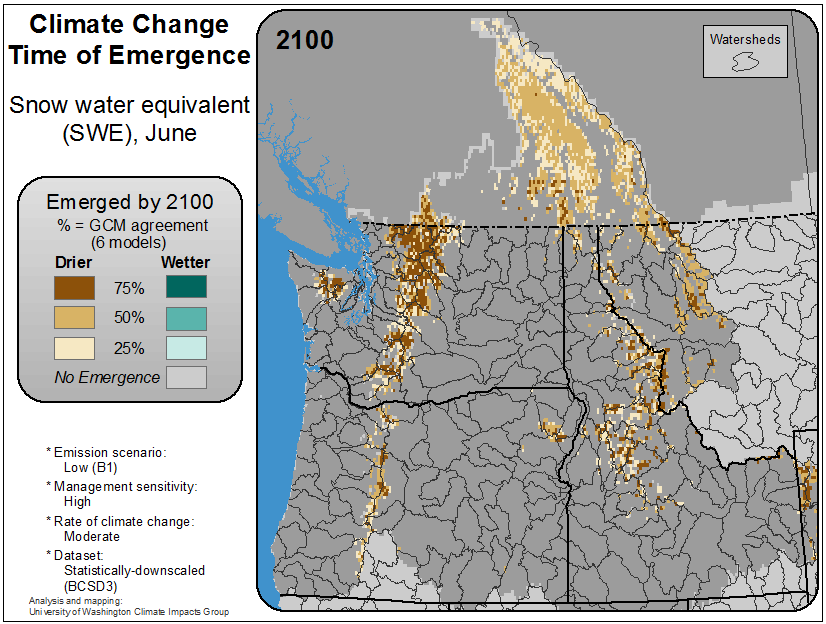 Climate Change
Time of Emergence
Snow water equivalent
(SWE), June
Emerged by 2100
% = GCM agreement
(6 models)
Drier Wetter
75%
50%
25%
No Emergence
* Emission scenario:
Low (B1)
* Management sensitivity:
High
* Rate of climate change:
Moderate
* Dataset:
Statistically-downscaled
(BCSD3)
Analysis and mapping:
University of Washington Climate Impacts Group
2100
Watersheds